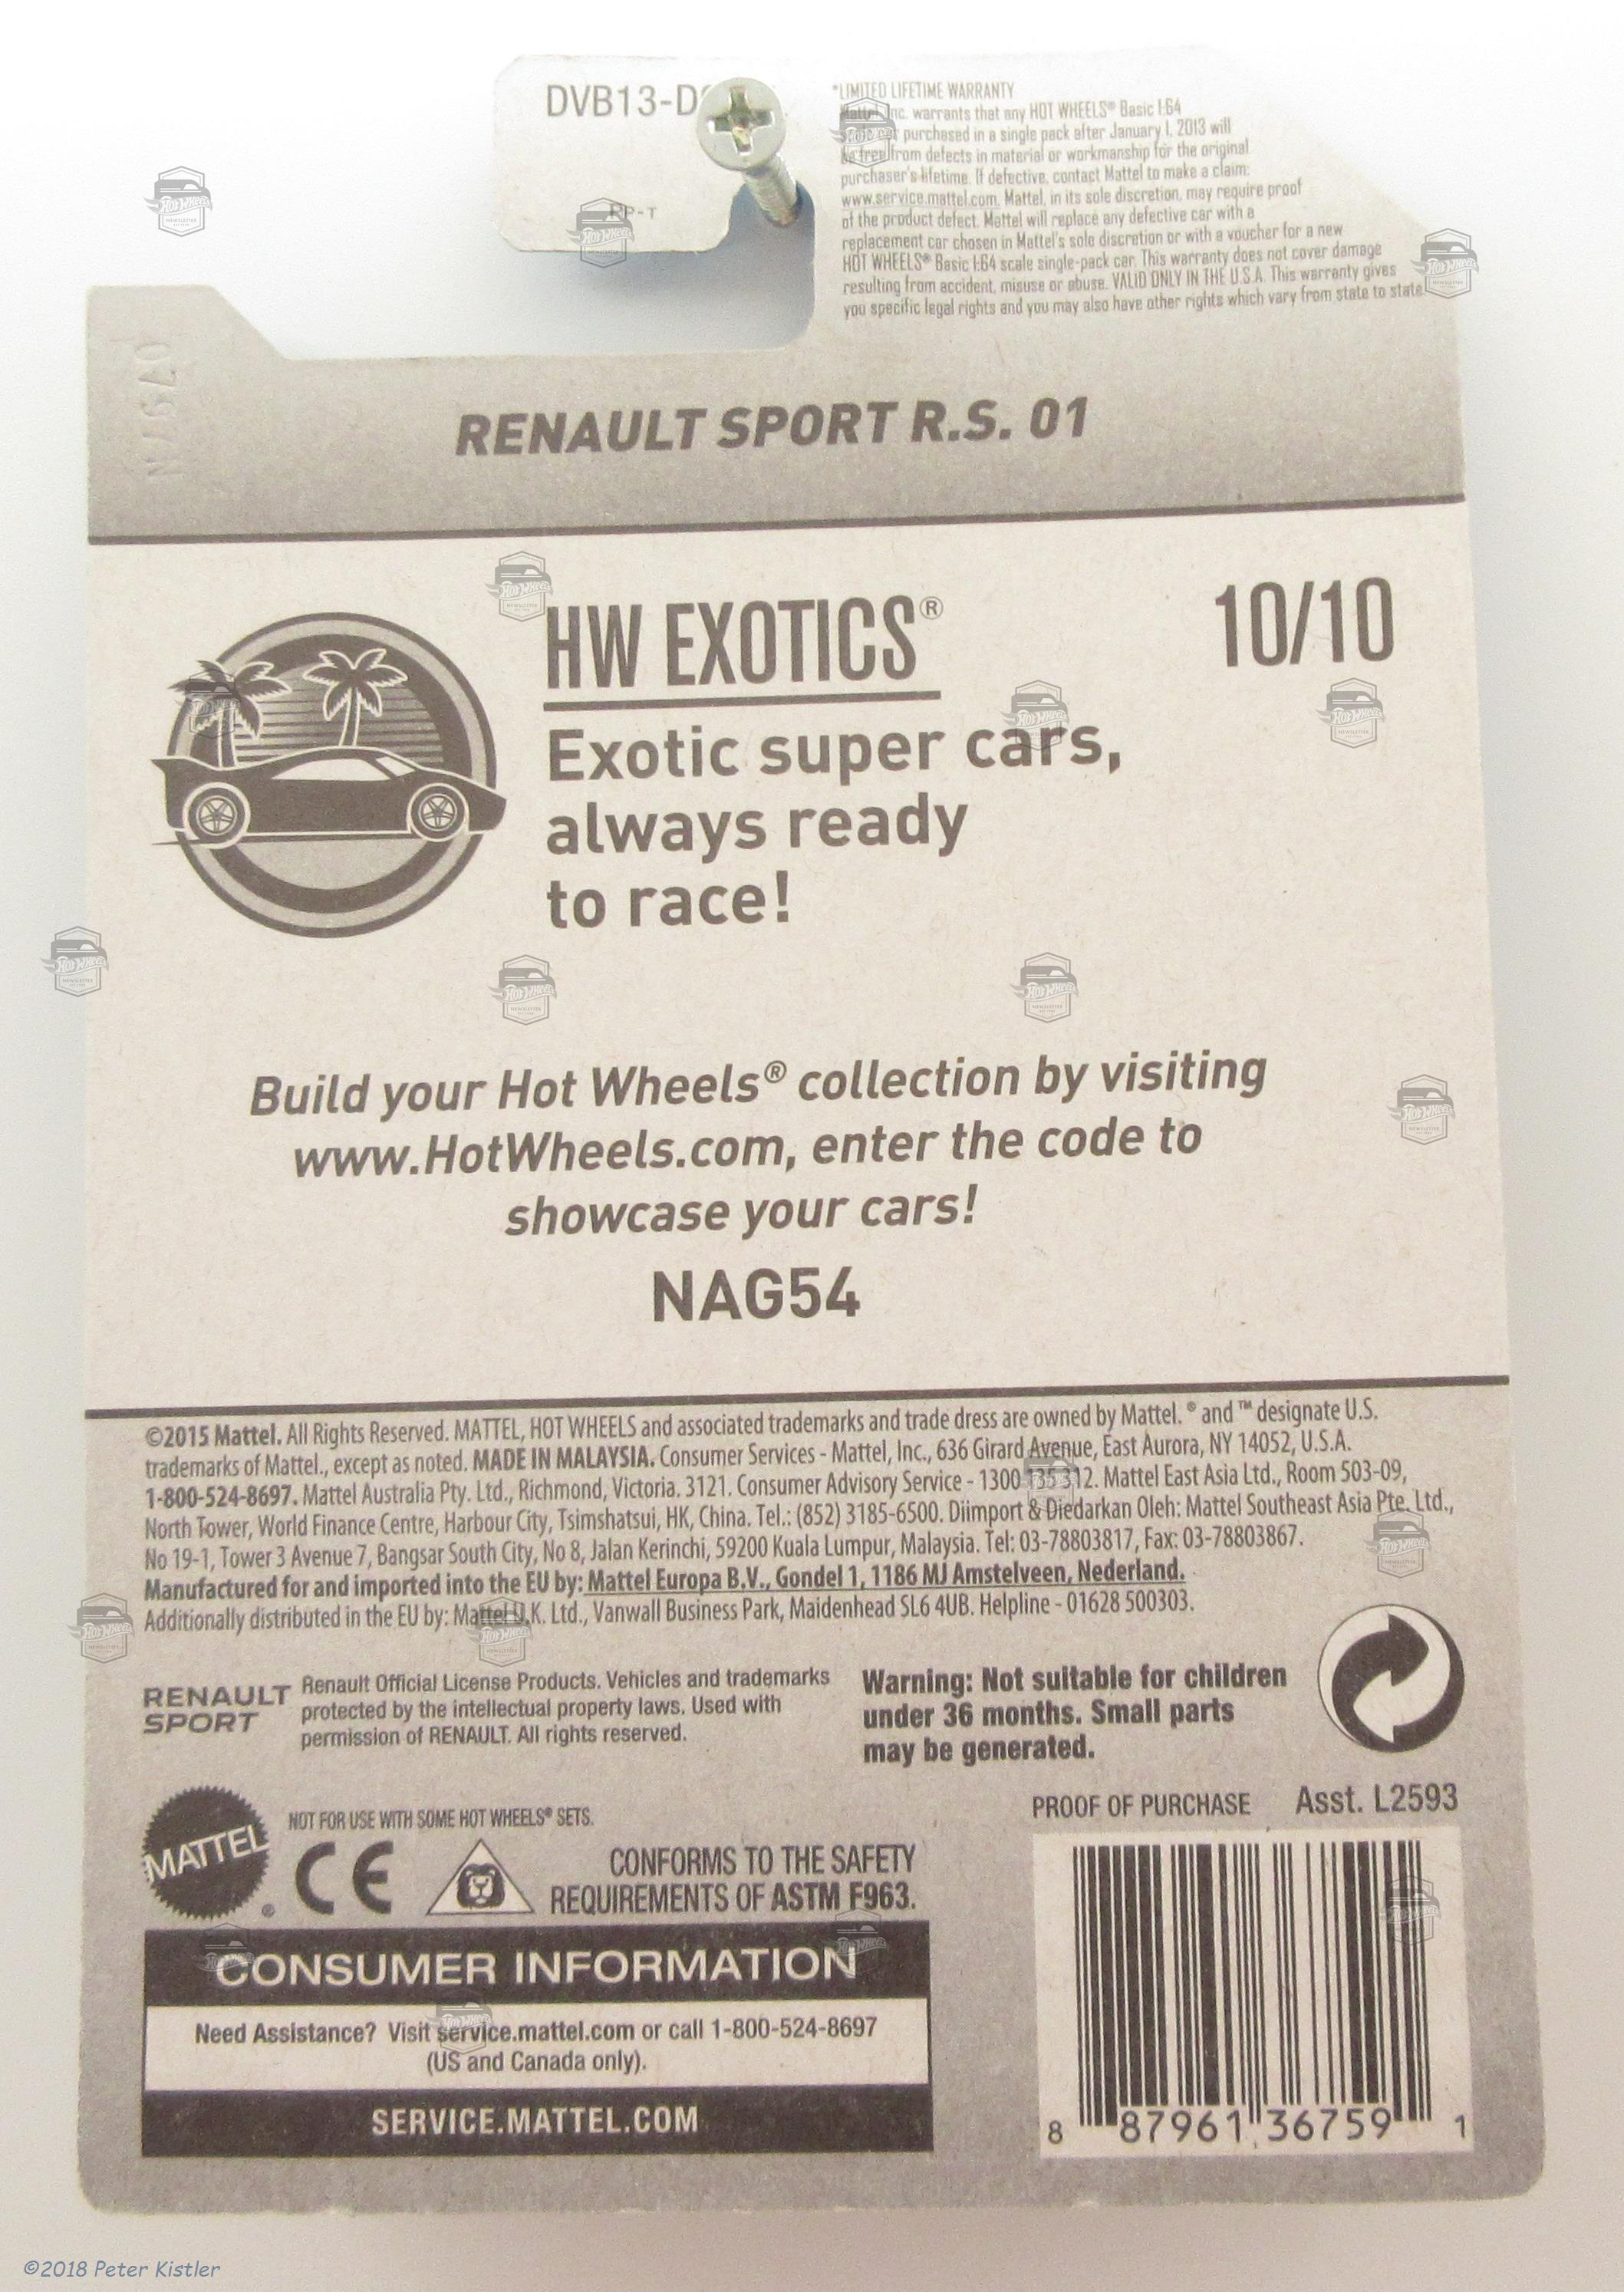 DVB13-D
PP-T
*LIMITED LIFETIME WARRANTY
Mattel, Inc. warrants that any HOT WHEELS® Basic 1:64
purchased in a single pack after January 1, 2013 will
be free from defects in material or workmanship for the original
purchaser's lifetime. If defective, contact Mattel to make a claim:
www.service.mattel.com. Mattel, in its sole discretion, may require proof
of the product defect. Mattel will replace any defective car with a
replacement car chosen in Mattel's sole discretion or with a voucher for a new
HOT WHEELS® Basic 1:64 scale single-pack car. This warranty does not cover damage
resulting from accident, misuse or abuse. VALID ONLY IN THE U.S.A. This warranty gives
you specific legal rights and you may also have other rights which vary from state to state.
RENAULT SPORT R.S. 01
HW EXOTICS®
10/10
Exotic super cars,
always ready
to race!
Build your Hot Wheels® collection by visiting
www.HotWheels.com, enter the code to
showcase your cars!
NAG54
©2015 Mattel. All Rights Reserved. MATTEL, HOT WHEELS and associated trademarks and trade dress are owned by Mattel. ® and ™ designate U.S.
trademarks of Mattel., except as noted. MADE IN MALAYSIA. Consumer Services - Mattel, Inc., 636 Girard Avenue, East Aurora, NY 14052, U.S.A.
1-800-524-8697. Mattel Australia Pty. Ltd., Richmond, Victoria. 3121. Consumer Advisory Service - 1300 135 312. Mattel East Asia Ltd., Room 503-09,
North Tower, World Finance Centre, Harbour City, Tsimshatsui, HK, China. Tel.: (852) 3185-6500. Diimport & Diedarkan Oleh: Mattel Southeast Asia Pte. Ltd.,
No 19-1, Tower 3 Avenue 7, Bangsar South City, No 8, Jalan Kerinchi, 59200 Kuala Lumpur, Malaysia. Tel: 03-78803817, Fax: 03-78803867.
Manufactured for and imported into the EU by: Mattel Europa B.V., Gondel 1, 1186 MJ Amstelveen, Nederland.
Additionally distributed in the EU by: Mattel U.K. Ltd., Vanwall Business Park, Maidenhead SL6 4UB. Helpline - 01628 500303.
RENAULT
SPORT
Renault Official License Products. Vehicles and trademarks
protected by the intellectual property laws. Used with
permission of RENAULT. All rights reserved.
Warning: Not suitable for children
under 36 months. Small parts
may be generated.
PROOF OF PURCHASE Asst. L2593
MATTEL®
NOT FOR USE WITH SOME HOT WHEELS® SETS.
CE
CONFORMS TO THE SAFETY
REQUIREMENTS OF ASTM F963.
CONSUMER INFORMATION
Need Assistance? Visit service.mattel.com or call 1-800-524-8697
(US and Canada only).
SERVICE.MATTEL.COM
8 87961 36759 1
©2018 Peter Kistler